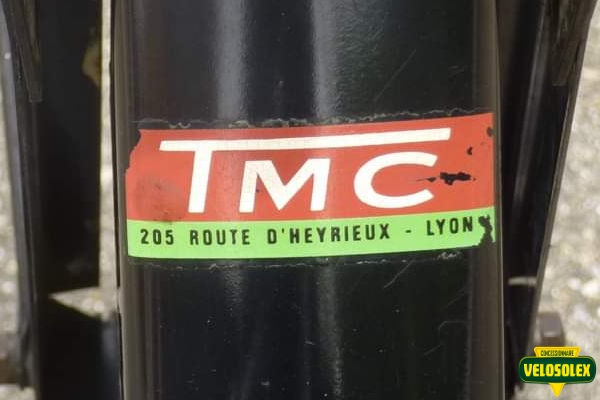 TMC
205 ROUTE D'HEYRIEUX - LYON
CONCESSIONNAIRE
VELOSOLEX